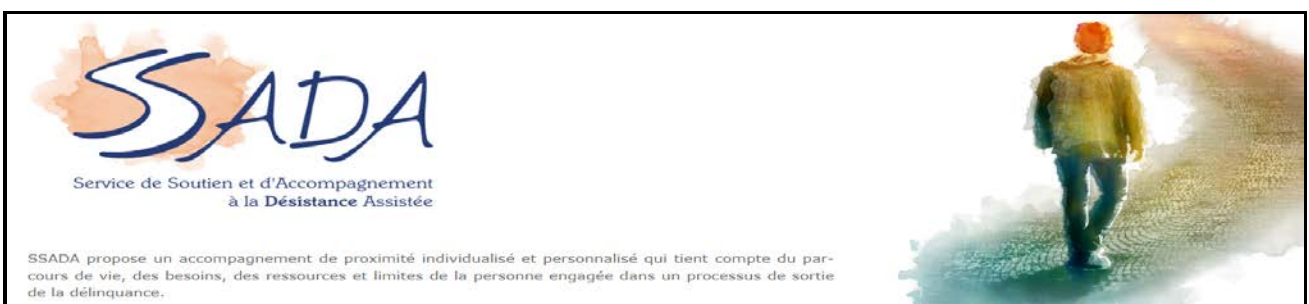 SSADA
Service de Soutien et d'Accompagnement
à la Désistance Assistée
SSADA propose un accompagnement de proximité individualisé et personnalisé qui tient compte du par-
cours de vie, des besoins, des ressources et limites de la personne engagée dans un processus de sortie
de la délinquance.